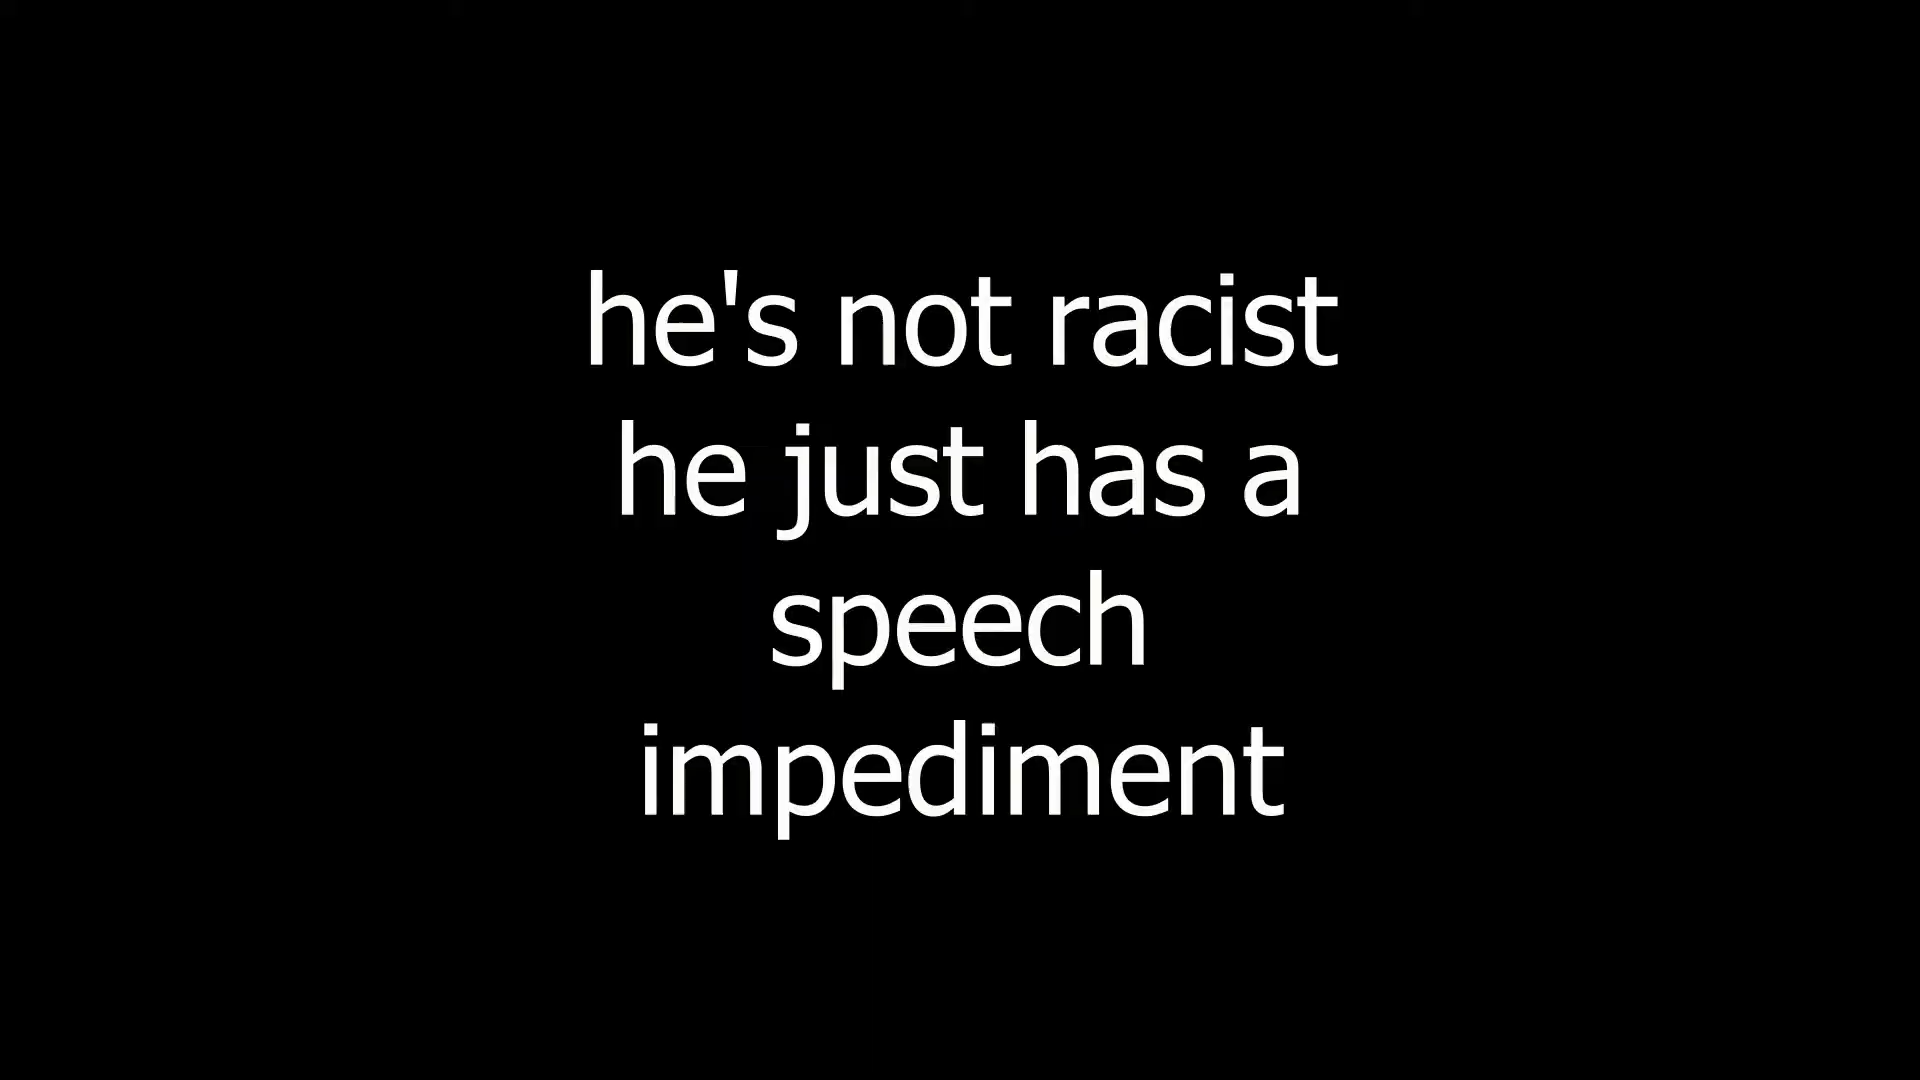 he's not racist
he just has a
speech
impediment